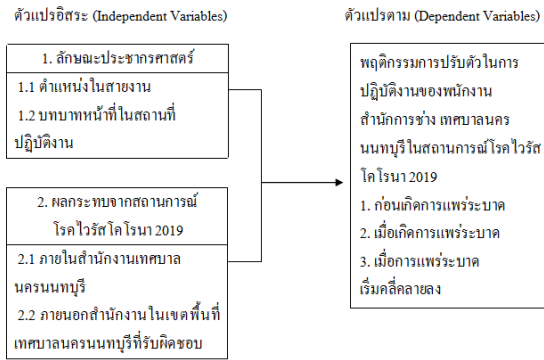 ตัวแปรอิสระ (Independent Variables)
ตัวแปรตาม (Dependent Variables)
1. ลักษณะประชากรศาสตร์
1.1 ตำแหน่งในสายงาน
1.2 บทบาทหน้าที่ในสถานที่
ปฏิบัติงาน
2. ผลกระทบจากสถานการณ์
โรคไวรัสโคโรนา 2019
2.1 ภายในสำนักงานเทศบาล
นครนนทบุรี
2.2 ภายนอกสำนักงานในเขตพื้นที่
เทศบาลนครนนทบุรีที่รับผิดชอบ
พฤติกรรมการปรับตัวในการ
ปฏิบัติงานของพนักงาน
สำนักการช่าง เทศบาลนคร
นนทบุรีในสถานการณ์โรคไวรัส
โคโรนา 2019
1. ก่อนเกิดการแพร่ระบาด
2. เมื่อเกิดการแพร่ระบาด
3. เมื่อการแพร่ระบาด
เริ่มคลี่คลายลง